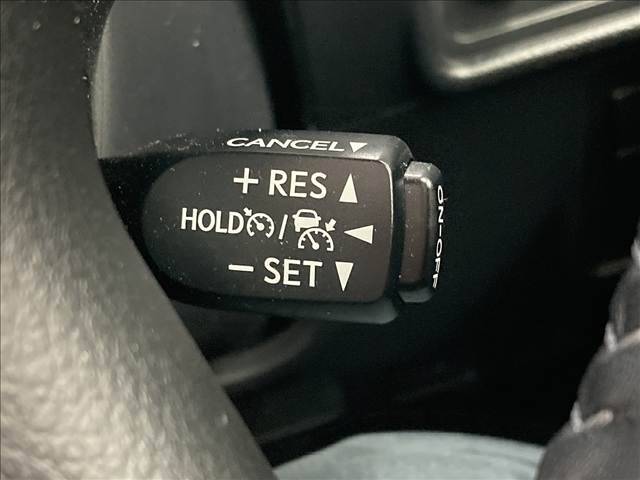 CANCEL▼
+ RES ▲
HOLD / ◀
− SET ▼
ON-OFF